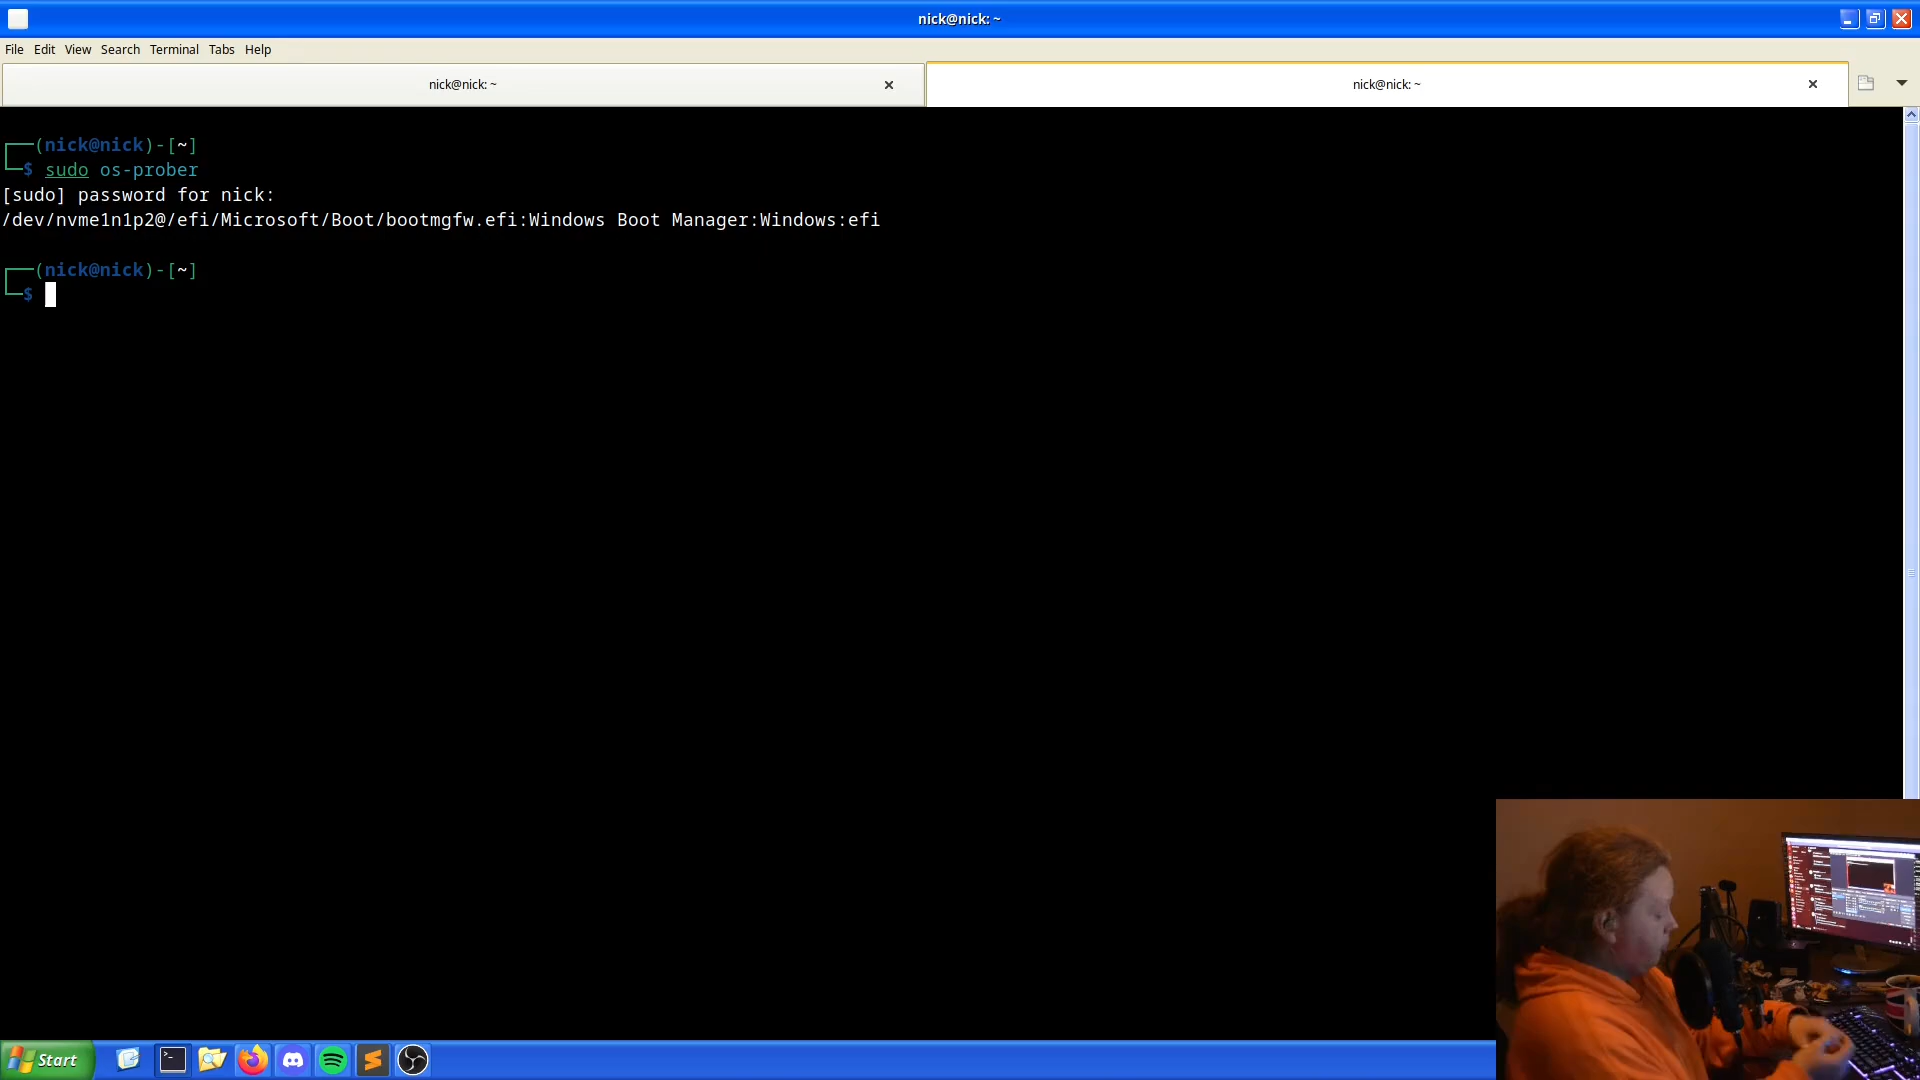 nick@nick: ~
File Edit View Search Terminal Tabs Help
nick@nick: ~ nick@nick: ~
┌──(nick@nick)-[~]
└─$ sudo os-prober
[sudo] password for nick:
/dev/nvme1n1p2@/efi/Microsoft/Boot/bootmgfw.efi:Windows Boot Manager:Windows:efi
┌──(nick@nick)-[~]
└─$
Start